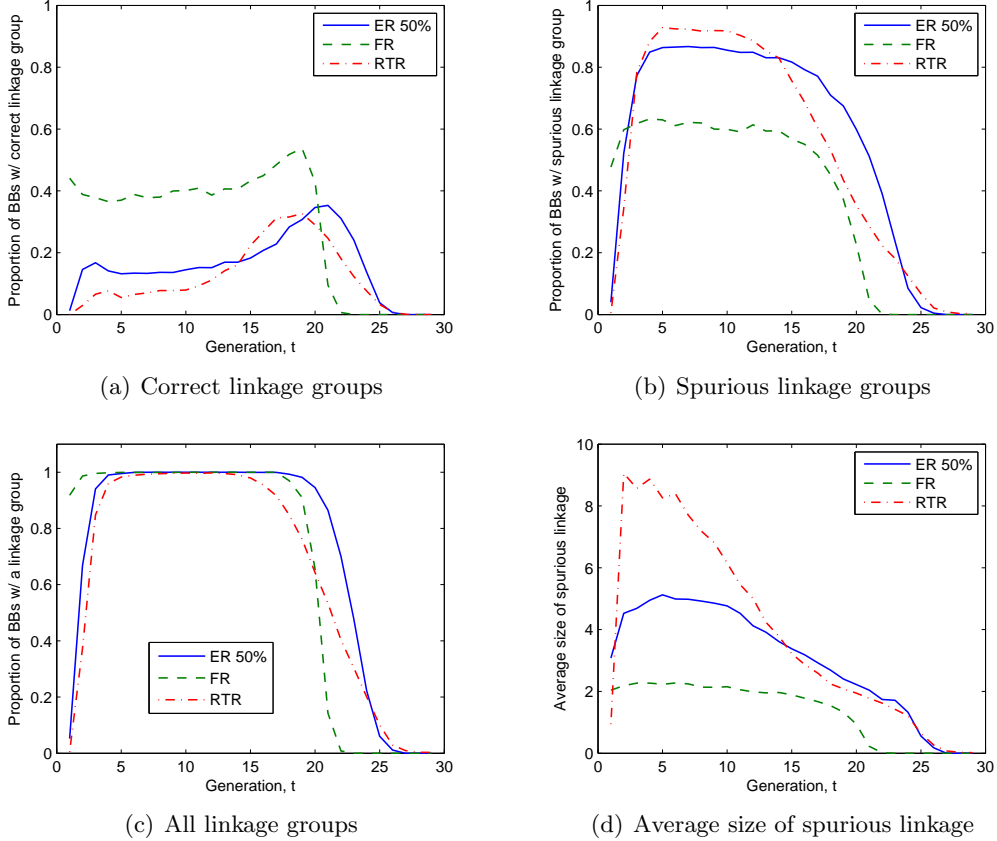 Proportion of BBs w/ correct linkage group
1
0.8
0.6
0.4
0.2
0
0 5 10 15 20 25 30
Generation, t
ER 50%
FR
RTR
(a) Correct linkage groups
Proportion of BBs w/ spurious linkage group
1
0.8
0.6
0.4
0.2
0
0 5 10 15 20 25 30
Generation, t
ER 50%
FR
RTR
(b) Spurious linkage groups
Proportion of BBs w/ a linkage group
1
0.8
0.6
0.4
0.2
0
0 5 10 15 20 25 30
Generation, t
ER 50%
FR
RTR
(c) All linkage groups
Average size of spurious linkage
10
8
6
4
2
0
0 5 10 15 20 25 30
Generation, t
ER 50%
FR
RTR
(d) Average size of spurious linkage